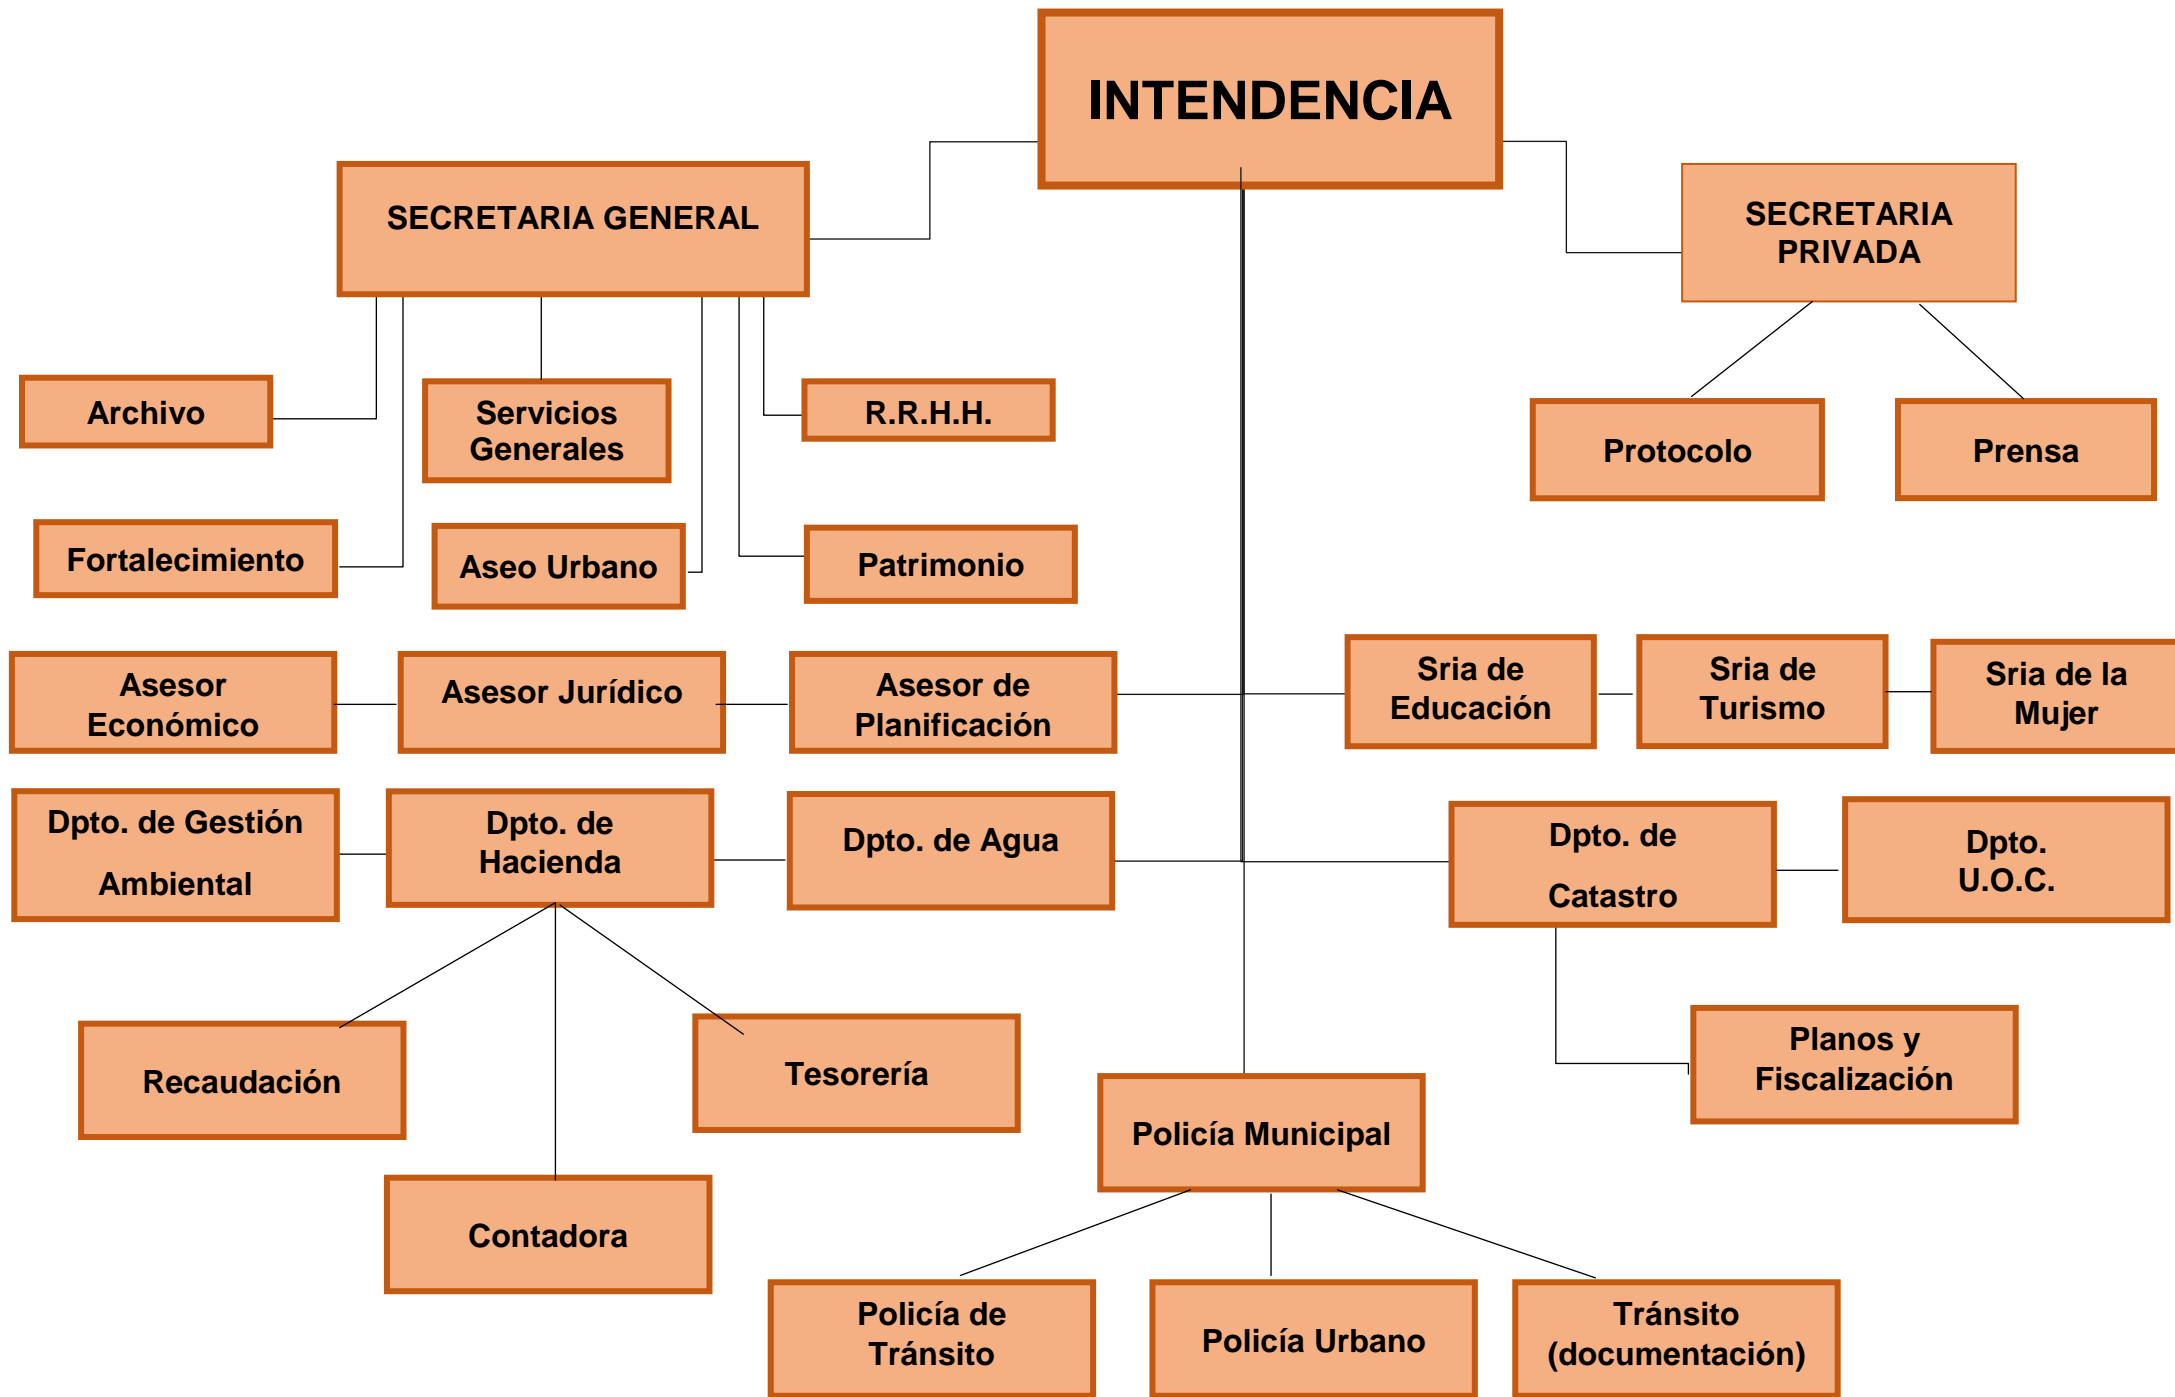 INTENDENCIA
SECRETARIA GENERAL
SECRETARIA
PRIVADA
Archivo
Servicios
Generales
R.R.H.H.
Protocolo
Prensa
Fortalecimiento
Aseo Urbano
Patrimonio
Asesor
Económico
Asesor Jurídico
Asesor de
Planificación
Sria de
Educación
Sria de
Turismo
Sria de la
Mujer
Dpto. de Gestión
Ambiental
Dpto. de
Hacienda
Dpto. de Agua
Dpto. de
Catastro
Dpto.
U.O.C.
Recaudación
Tesorería
Planos y
Fiscalización
Contadora
Policía Municipal
Policía de
Tránsito
Policía Urbano
Tránsito
(documentación)